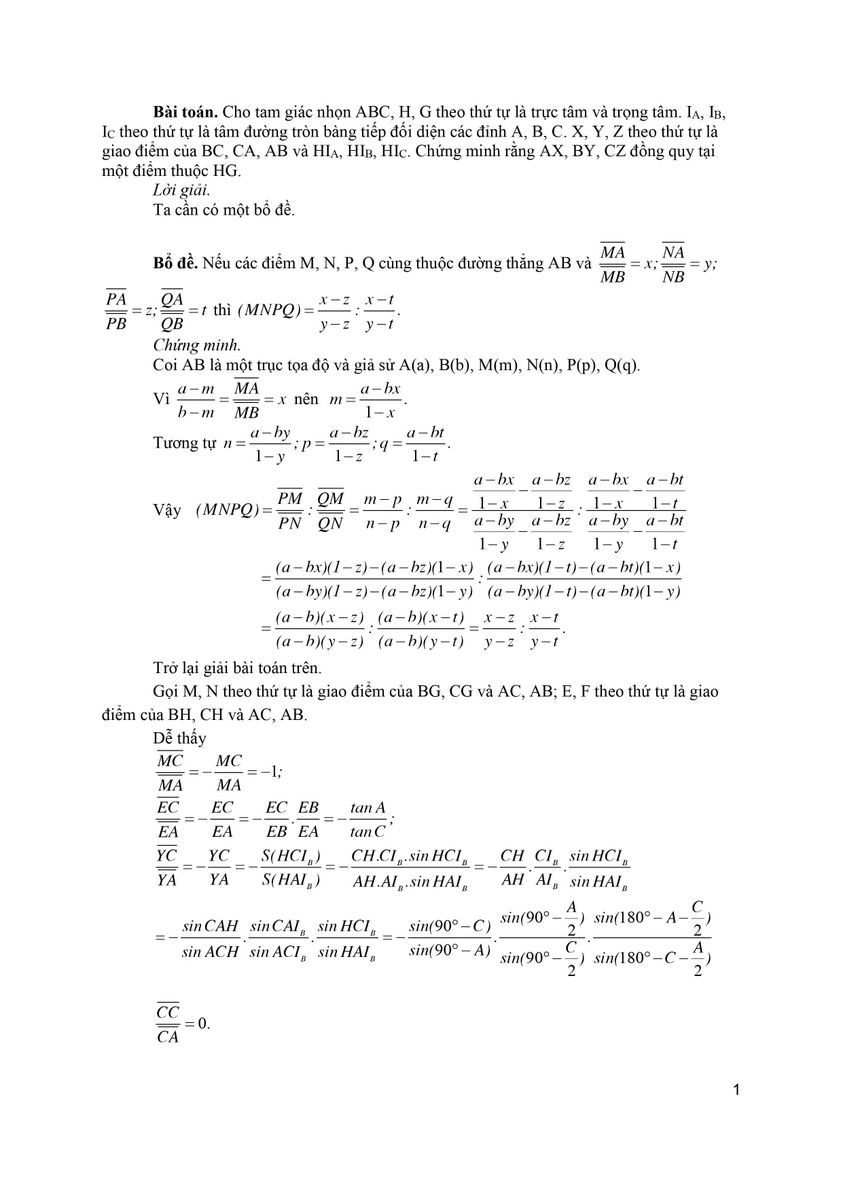 Bài toán. Cho tam giác nhọn ABC, H, G theo thứ tự là trực tâm và trọng tâm. I_A, I_B,
I_C theo thứ tự là tâm đường tròn bàng tiếp đối diện các đỉnh A, B, C. X, Y, Z theo thứ tự là
giao điểm của BC, CA, AB và HI_A, HI_B, HI_C. Chứng minh rằng AX, BY, CZ đồng quy tại
một điểm thuộc HG.
Lời giải.
Ta cần có một bổ đề.
Bổ đề. Nếu các điểm M, N, P, Q cùng thuộc đường thẳng AB và $\frac{\overline{MA}}{\overline{MB}} = x; \frac{\overline{NA}}{\overline{NB}} = y;$
$\frac{\overline{PA}}{\overline{PB}} = z; \frac{\overline{QA}}{\overline{QB}} = t$ thì $(MNPQ) = \frac{x-z}{y-z} : \frac{x-t}{y-t}.$
Chứng minh.
Coi AB là một trục tọa độ và giả sử A(a), B(b), M(m), N(n), P(p), Q(q).
Vì $\frac{a-m}{b-m} = \frac{\overline{MA}}{\overline{MB}} = x$ nên $m = \frac{a-bx}{1-x}.$
Tương tự $n = \frac{a-by}{1-y}; p = \frac{a-bz}{1-z}; q = \frac{a-bt}{1-t}.$
Vậy $(MNPQ) = \frac{\overline{PM}}{\overline{PN}} : \frac{\overline{QM}}{\overline{QN}} = \frac{m-p}{n-p} : \frac{m-q}{n-q} = \frac{\frac{a-bx}{1-x} - \frac{a-bz}{1-z}}{\frac{a-by}{1-y} - \frac{a-bz}{1-z}} : \frac{\frac{a-bx}{1-x} - \frac{a-bt}{1-t}}{\frac{a-by}{1-y} - \frac{a-bt}{1-t}}$
$= \frac{(a-bx)(1-z)-(a-bz)(1-x)}{(a-by)(1-z)-(a-bz)(1-y)} : \frac{(a-bx)(1-t)-(a-bt)(1-x)}{(a-by)(1-t)-(a-bt)(1-y)}$
$= \frac{(a-b)(x-z)}{(a-b)(y-z)} : \frac{(a-b)(x-t)}{(a-b)(y-t)} = \frac{x-z}{y-z} : \frac{x-t}{y-t}.$
Trở lại giải bài toán trên.
Gọi M, N theo thứ tự là giao điểm của BG, CG và AC, AB; E, F theo thứ tự là giao
điểm của BH, CH và AC, AB.
Dễ thấy
$\frac{\overline{MC}}{\overline{MA}} = -\frac{MC}{MA} = -1;$
$\frac{\overline{EC}}{\overline{EA}} = -\frac{EC}{EA} = -\frac{EC}{EB} . \frac{EB}{EA} = -\frac{tan A}{tan C};$
$\frac{\overline{YC}}{\overline{YA}} = -\frac{YC}{YA} = -\frac{S(HCI_B)}{S(HAI_B)} = -\frac{CH.CI_B.sin HCI_B}{AH.AI_B.sin HAI_B} = -\frac{CH}{AH} . \frac{CI_B}{AI_B} . \frac{sin HCI_B}{sin HAI_B}$
$= -\frac{sin CAH}{sin ACH} . \frac{sin CAI_B}{sin ACI_B} . \frac{sin HCI_B}{sin HAI_B} = -\frac{sin(90° - C)}{sin(90° - A)} . \frac{sin(90° - \frac{A}{2})}{sin(90° - \frac{C}{2})} . \frac{sin(180° - A - \frac{C}{2})}{sin(180° - C - \frac{A}{2})}$
$\frac{\overline{CC}}{\overline{CA}} = 0.$
1